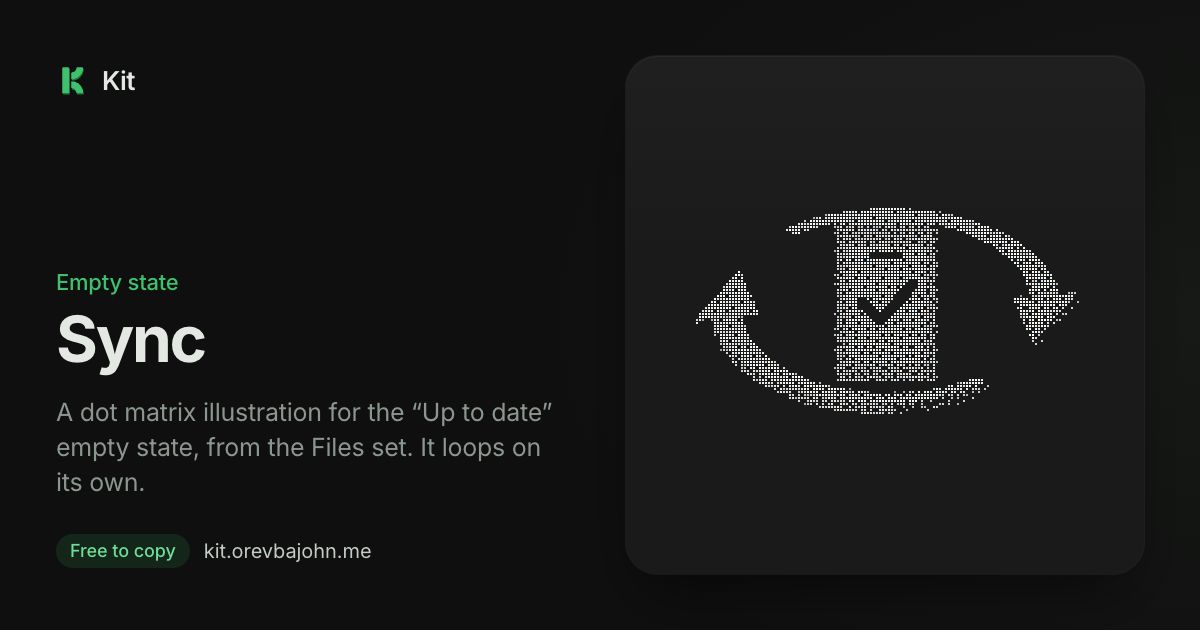 Kit
Empty state
Sync
A dot matrix illustration for the “Up to date”
empty state, from the Files set. It loops on
its own.
Free to copy
kit.orevbajohn.me